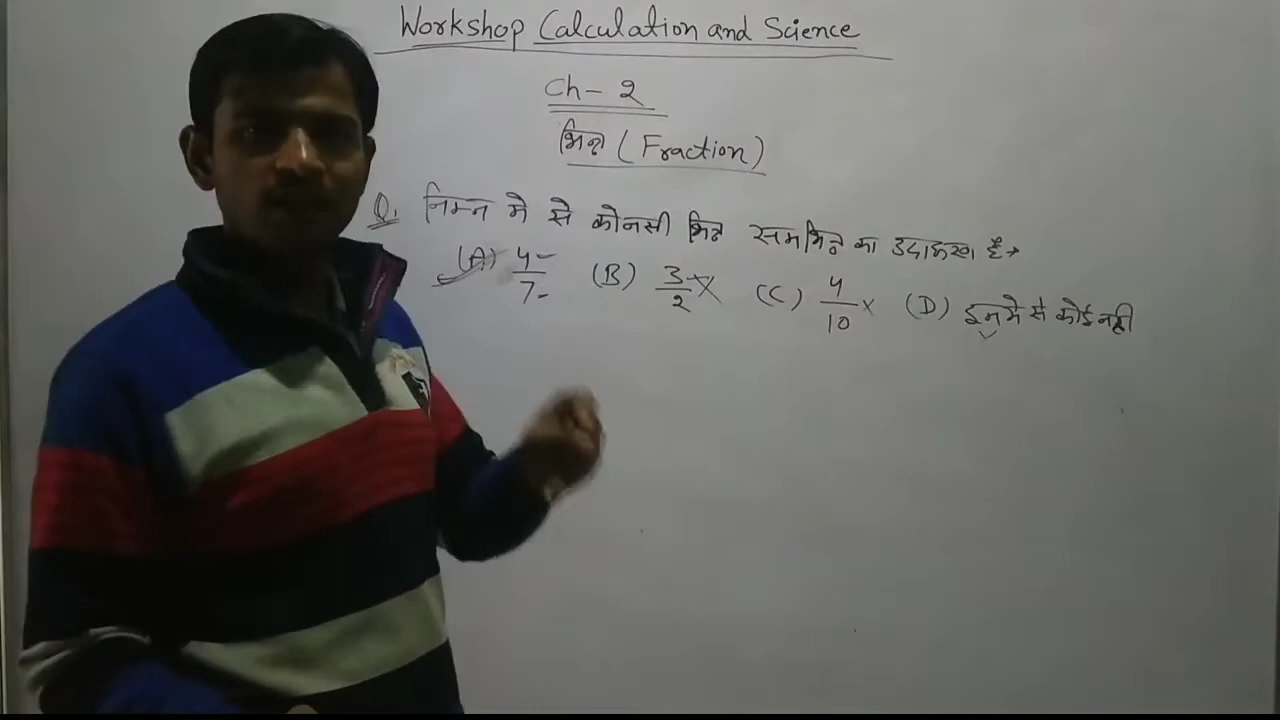 Workshop Calculation and Science
Ch- 2
भिन्न (Fraction)
Q. निम्न मे से कोनसी भिन्न समभिन्न का उदाहरण है→
(A) 4/7 (B) 3/2 × (C) 4/10 × (D) इनमे से कोई नही